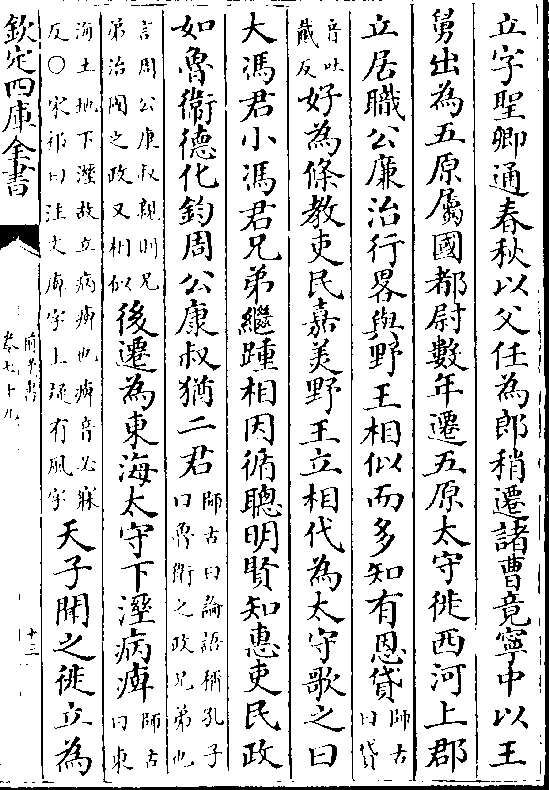 立字聖卿通春秋以父任為郎稍遷諸曹竟寧中以王
舅出為五原屬國都尉數年遷五原太守徙西河上郡
立居職公廉治行畧與野王相似而多知有恩貸師古曰貸
音吐戴反好為條教吏民嘉美野王立相代為太守歌之曰
大馮君小馮君兄弟繼踵相因循聰明賢知惠吏民政
如魯衞德化鈞周公康叔猶二君師古曰論語稱孔子曰魯衞之政兄弟也
言周公康叔親則兄弟治國之政又相似後遷為東海太守下溼病痺師古曰東
海土地下溼故立病痺也痺音必寐反○宋祁曰注文痺字上疑有風字天子聞之徙立為
欽定四庫全書
前漢書
卷七十九
十三